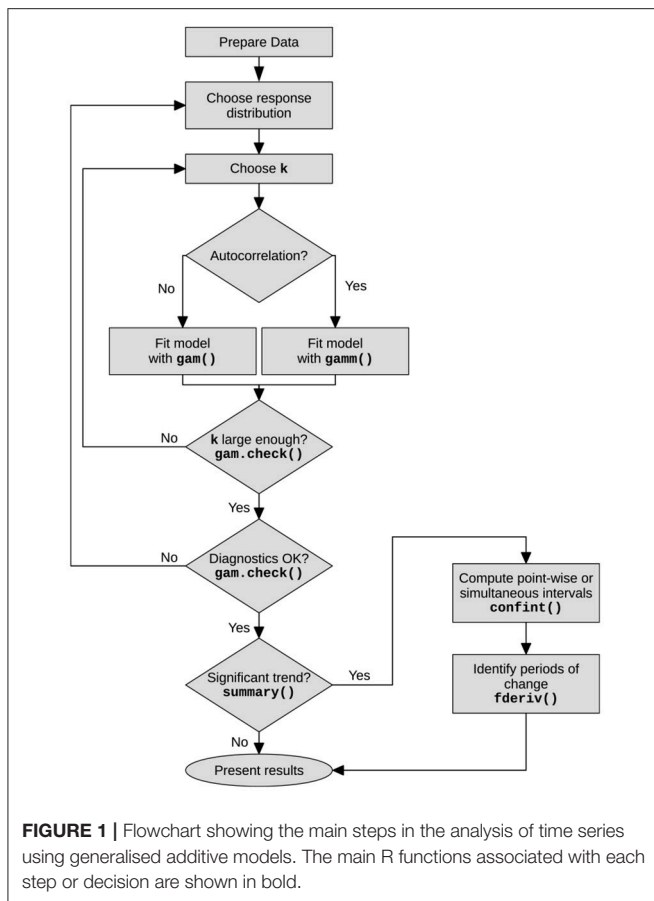 Prepare Data
Choose response
distribution
Choose k
Autocorrelation?
No
Yes
Fit model
with gam()
Fit model
with gamm()
No
k large enough?
gam.check()
Yes
No
Diagnostics OK?
gam.check()
Yes
Significant trend?
summary()
Yes
No
Compute point-wise or
simultaneous intervals
confint()
Identify periods of
change
fderiv()
Present results
FIGURE 1 | Flowchart showing the main steps in the analysis of time series
using generalised additive models. The main R functions associated with each
step or decision are shown in bold.